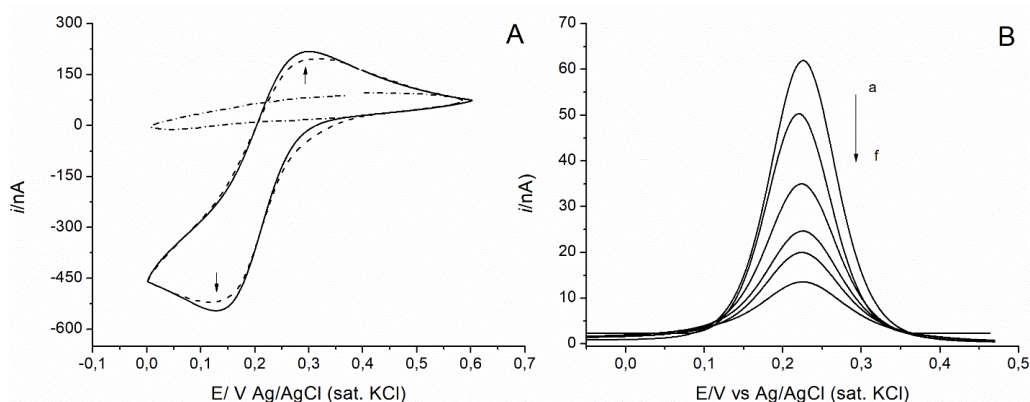 A
300
150
0
-150
-300
-450
-600
i/nA
-0,1 0,0 0,1 0,2 0,3 0,4 0,5 0,6 0,7
E/ V Ag/AgCl (sat. KCl)
B
70
60
50
40
30
20
10
0
i/(nA)
a
f
0,0 0,1 0,2 0,3 0,4 0,5
E/V vs Ag/AgCl (sat. KCl)